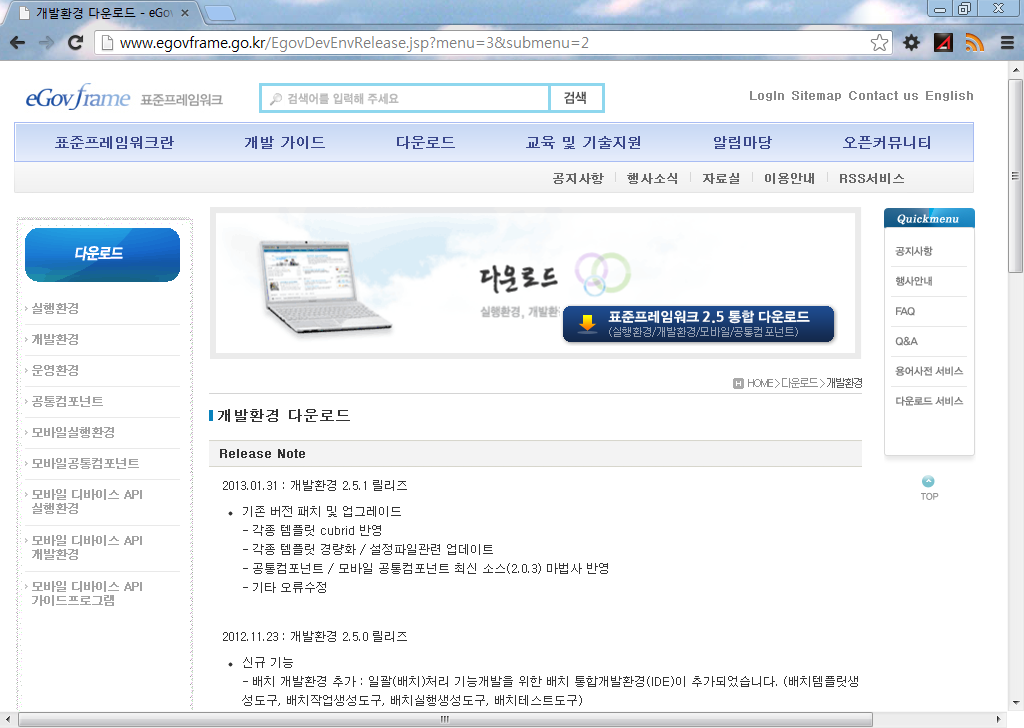 개발환경 다운로드 - eGov
www.egovframe.go.kr/EgovDevEnvRelease.jsp?menu=3&submenu=2
eGovframe 표준프레임워크
검색어를 입력해 주세요
검색
LogIn Sitemap Contact us English
표준프레임워크란 개발 가이드 다운로드 교육 및 기술지원 알림마당 오픈커뮤니티
공지사항 행사소식 자료실 이용안내 RSS서비스
다운로드
실행환경
개발환경
운영환경
공통컴포넌트
모바일실행환경
모바일공통컴포넌트
모바일 디바이스 API
실행환경
모바일 디바이스 API
개발환경
모바일 디바이스 API
가이드프로그램
다운로드
실행환경, 개발환
표준프레임워크 2.5 통합 다운로드
(실행환경/개발환경/모바일/공통컴포넌트)
H HOME>다운로드>개발환경
개발환경 다운로드
Release Note
2013.01.31 : 개발환경 2.5.1 릴리즈
• 기존 버전 패치 및 업그레이드
- 각종 템플릿 cubrid 반영
- 각종 템플릿 경량화 / 설정파일관련 업데이트
- 공통컴포넌트 / 모바일 공통컴포넌트 최신 소스(2.0.3) 마법사 반영
- 기타 오류수정
2012.11.23 : 개발환경 2.5.0 릴리즈
• 신규 기능
- 배치 개발환경 추가 : 일괄(배치)처리 기능개발을 위한 배치 통합개발환경(IDE)이 추가되었습니다. (배치템플릿생
성도구, 배치작업생성도구, 배치실행생성도구, 배치테스트도구)
Quickmenu
공지사항
행사안내
FAQ
Q&A
용어사전 서비스
다운로드 서비스
TOP